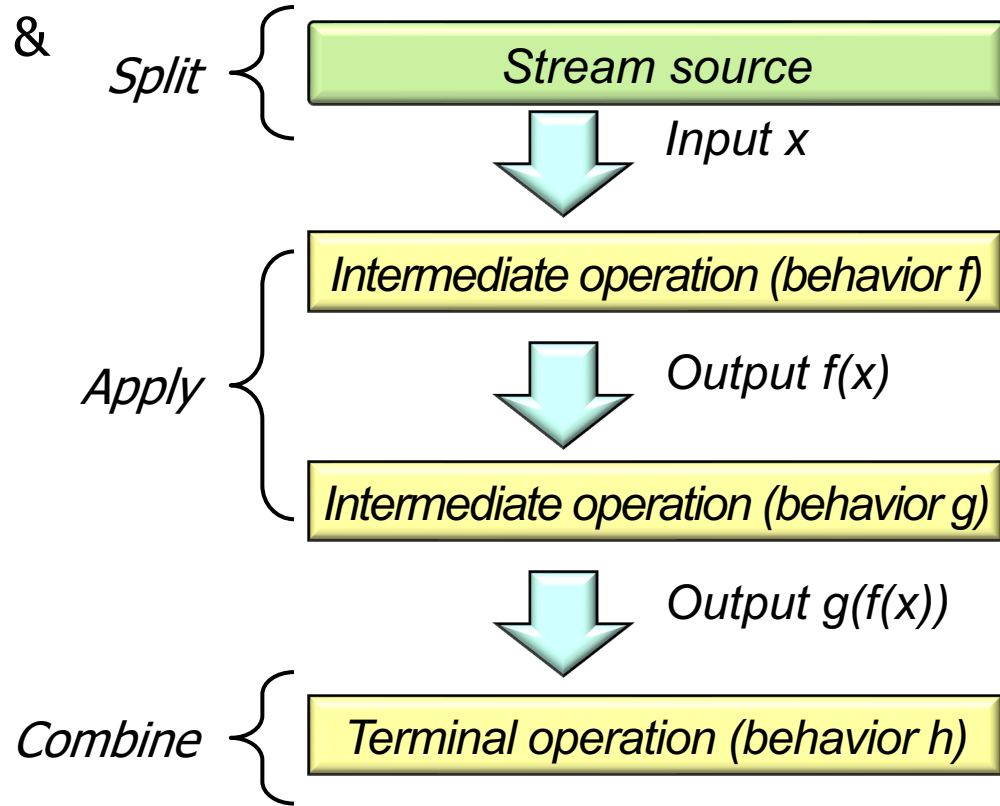 &
Split
Stream source
Input x
Intermediate operation (behavior f)
Apply
Output f(x)
Intermediate operation (behavior g)
Output g(f(x))
Combine
Terminal operation (behavior h)